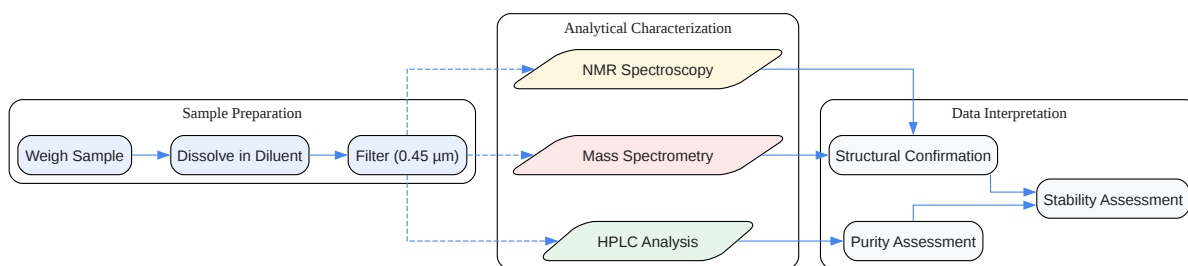 Sample Preparation
Weigh Sample
Dissolve in Diluent
Filter (0.45 µm)
Analytical Characterization
NMR Spectroscopy
Mass Spectrometry
HPLC Analysis
Data Interpretation
Structural Confirmation
Purity Assessment
Stability Assessment